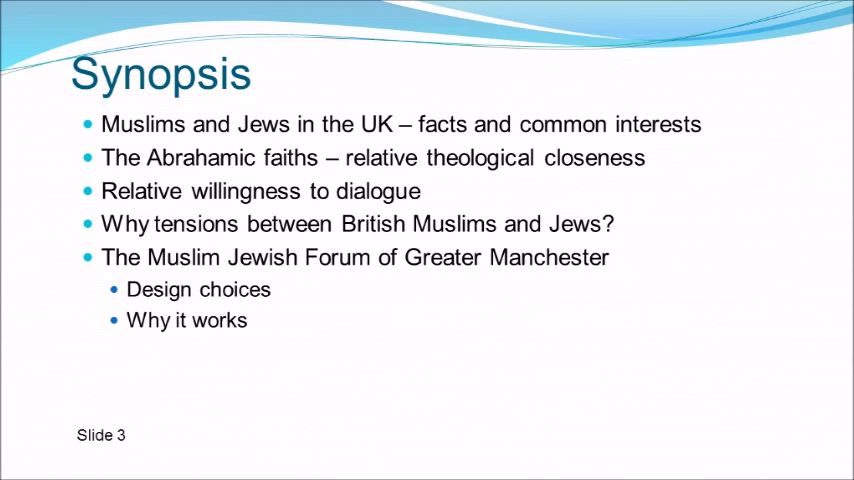 Synopsis
• Muslims and Jews in the UK – facts and common interests
• The Abrahamic faiths – relative theological closeness
• Relative willingness to dialogue
• Why tensions between British Muslims and Jews?
• The Muslim Jewish Forum of Greater Manchester
• Design choices
• Why it works
Slide 3